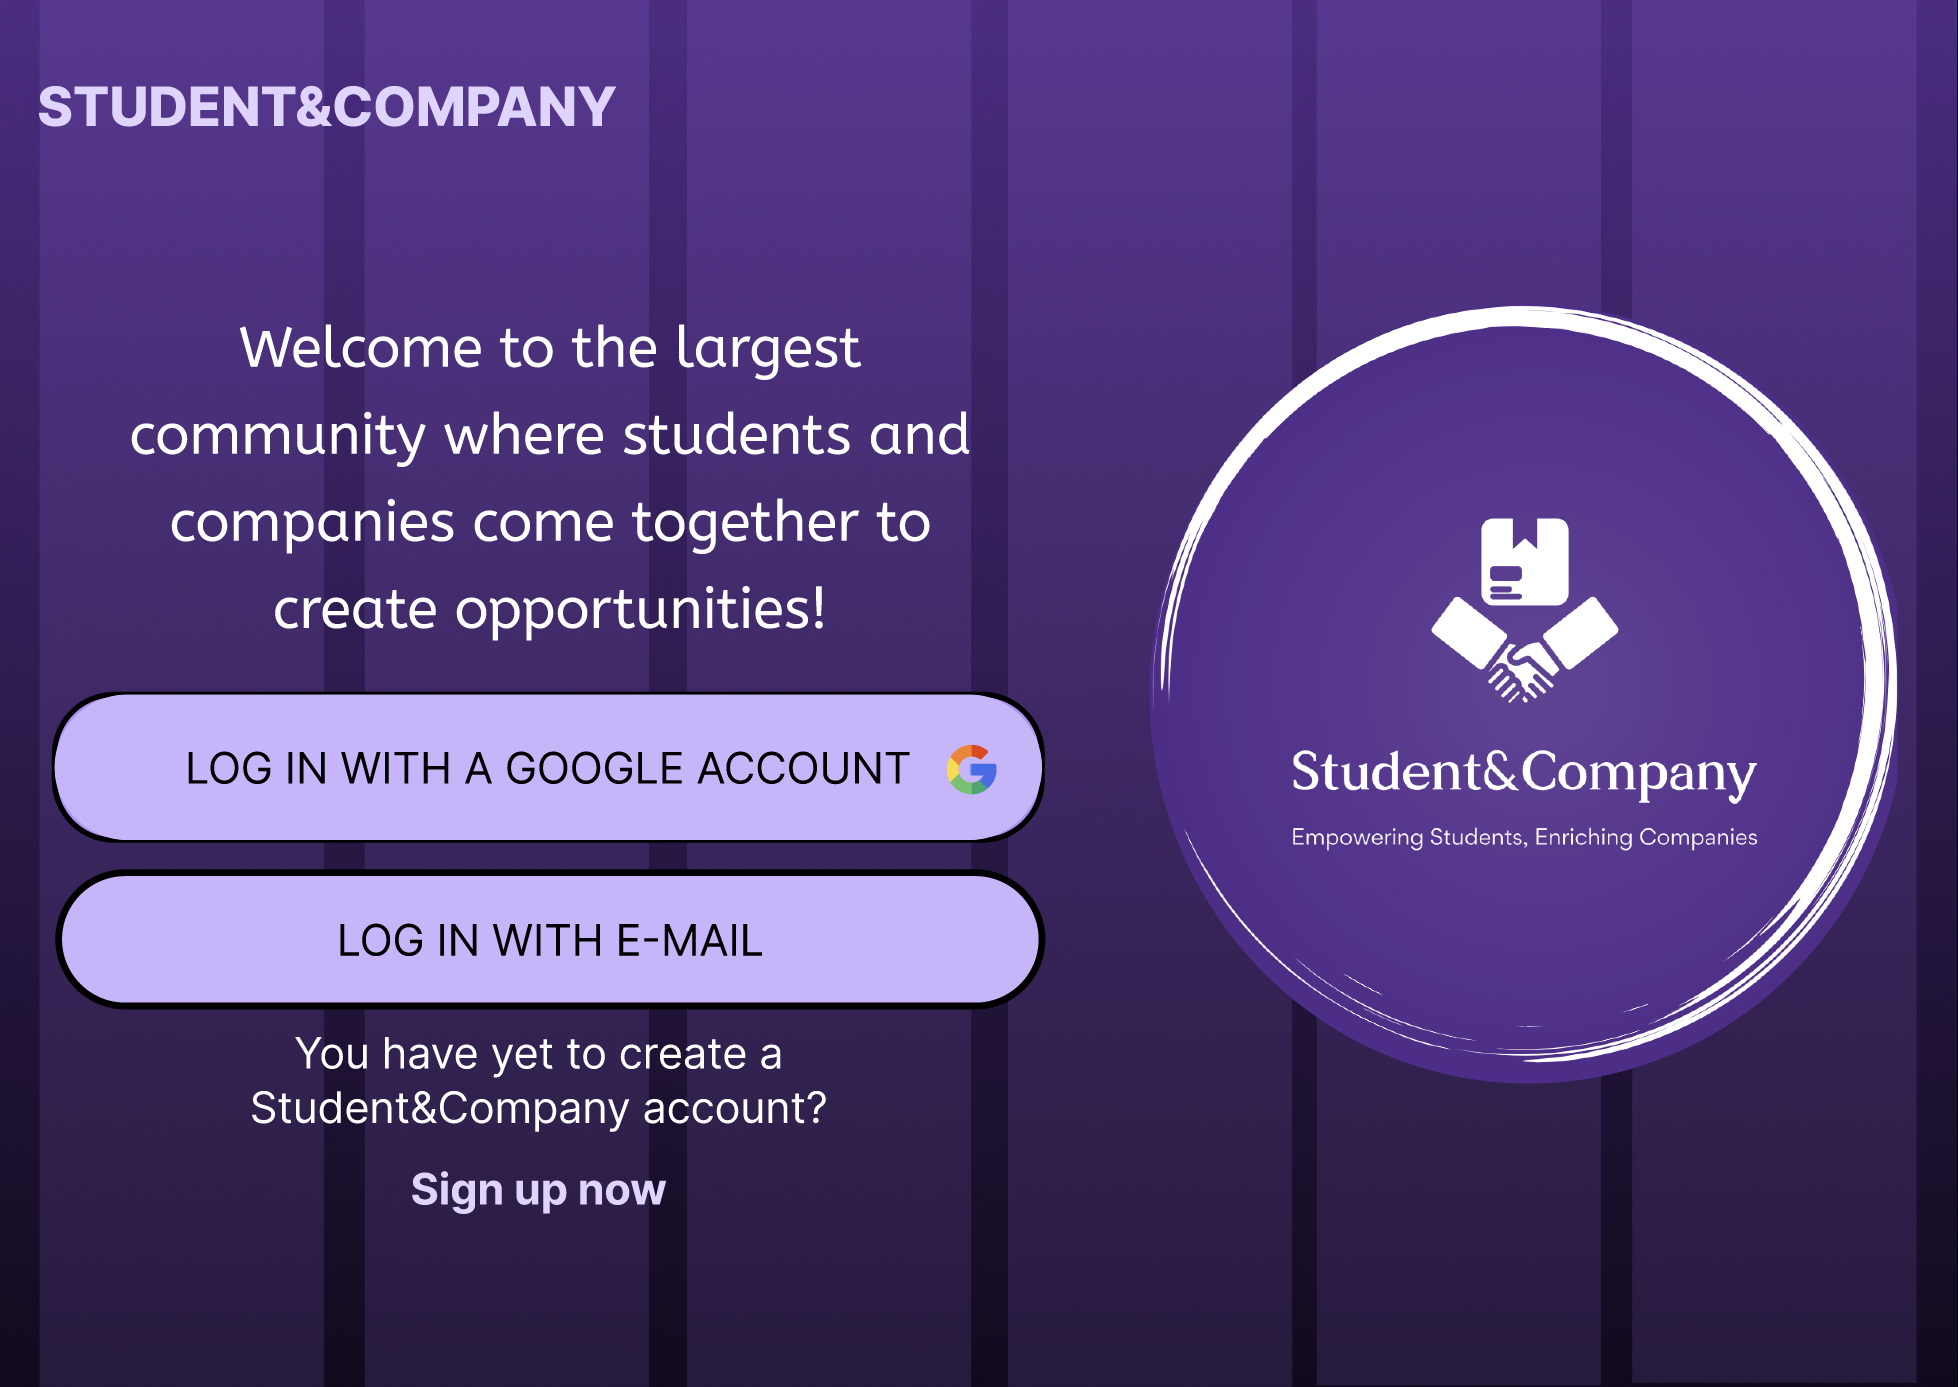 STUDENT&COMPANY
Welcome to the largest
community where students and
companies come together to
create opportunities!
LOG IN WITH A GOOGLE ACCOUNT
LOG IN WITH E-MAIL
You have yet to create a
Student&Company account?
Sign up now
Student&Company
Empowering Students, Enriching Companies